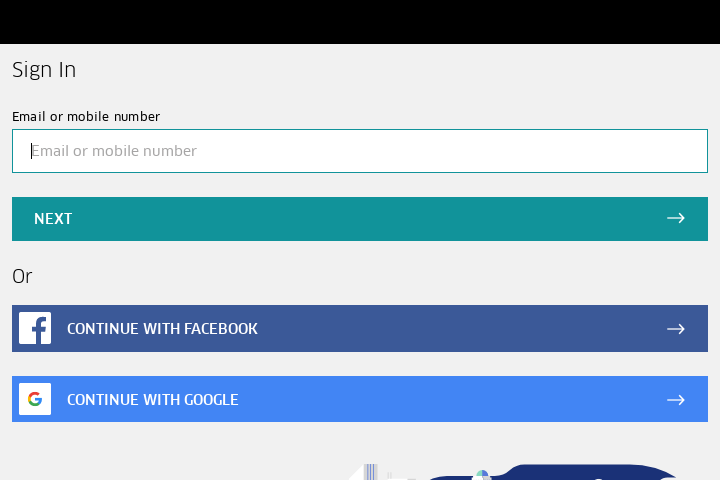 Sign In
Email or mobile number
Email or mobile number
NEXT
Or
CONTINUE WITH FACEBOOK
CONTINUE WITH GOOGLE